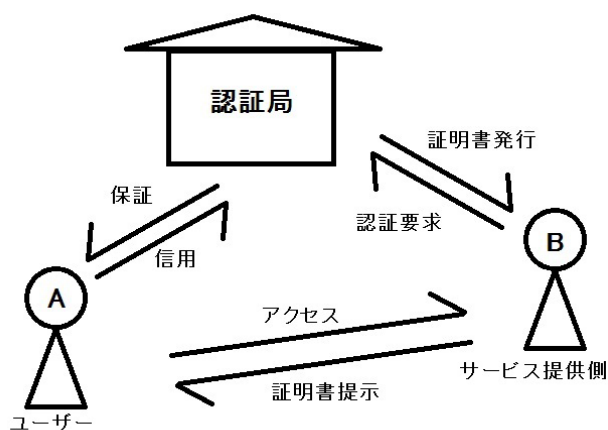 認証局
証明書発行
保証
認証要求
信用
A
B
アクセス
サービス提供側
証明書提示
ユーザー